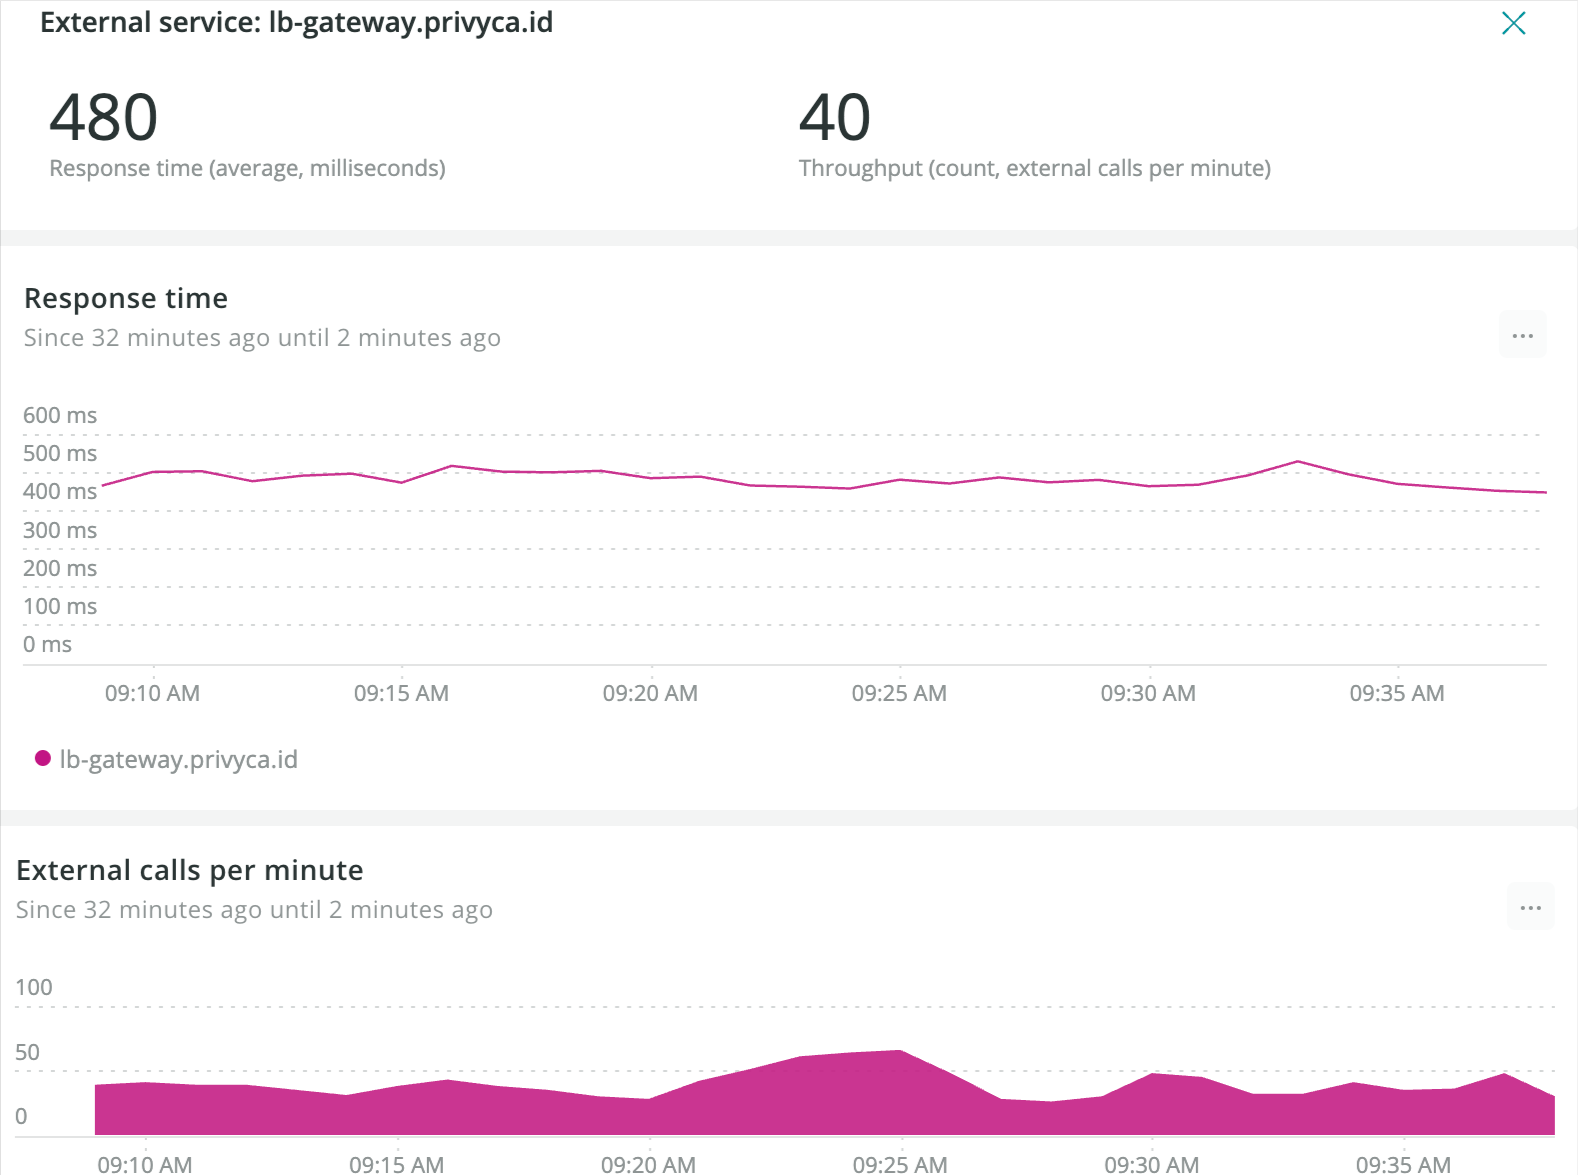 External service: lb-gateway.privyca.id
480
Response time (average, milliseconds)
40
Throughput (count, external calls per minute)
Response time
Since 32 minutes ago until 2 minutes ago
600 ms
500 ms
400 ms
300 ms
200 ms
100 ms
0 ms
09:10 AM 09:15 AM 09:20 AM 09:25 AM 09:30 AM 09:35 AM
lb-gateway.privyca.id
External calls per minute
Since 32 minutes ago until 2 minutes ago
100
50
0
09:10 AM 09:15 AM 09:20 AM 09:25 AM 09:30 AM 09:35 AM